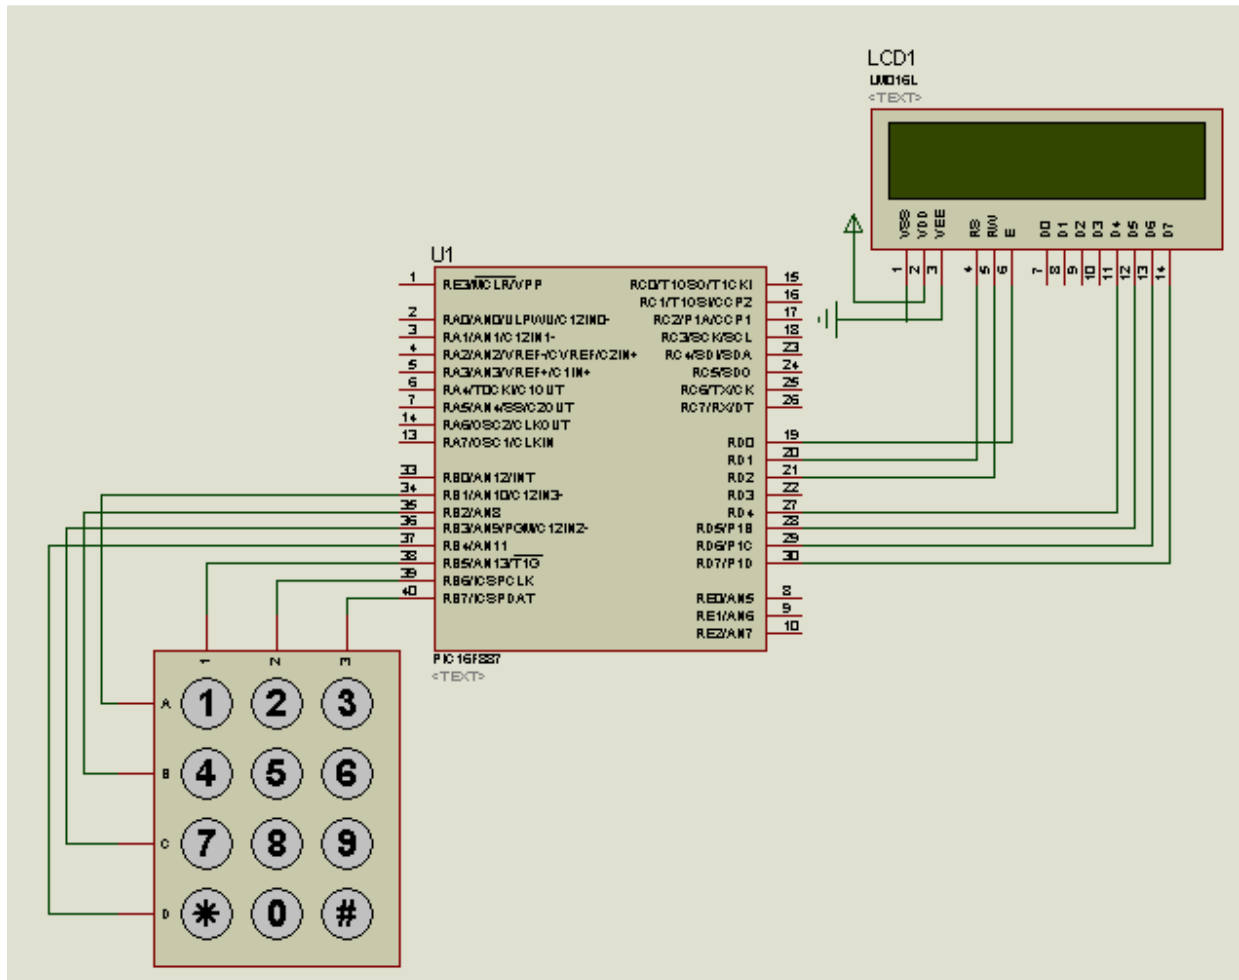 LCD1
LM016L
<TEXT>
VSS
VDD
VEE
RS
RW
E
D0
D1
D2
D3
D4
D5
D6
D7
1
2
3
4
5
6
7
8
9
10
11
12
13
14
U1
1 RE3/MCLR/VPP
2 RA0/AN0/ULPWU/C12IN0-
3 RA1/AN1/C12IN1-
4 RA2/AN2/VREF-/CVREF/C2IN+
5 RA3/AN3/VREF+/C1IN+
6 RA4/T0CKI/C1OUT
7 RA5/AN4/SS/C2OUT
14 RA6/OSC2/CLKOUT
13 RA7/OSC1/CLKIN
33 RB0/AN12/INT
34 RB1/AN10/C12IN3-
35 RB2/AN8
36 RB3/AN9/PGM/C12IN2-
37 RB4/AN11
38 RB5/AN13/T1G
39 RB6/ICSPCLK
40 RB7/ICSPDAT
RC0/T1OSO/T1CKI 15
RC1/T1OSI/CCP2 16
RC2/P1A/CCP1 17
RC3/SCK/SCL 18
RC4/SDI/SDA 23
RC5/SDO 24
RC6/TX/CK 25
RC7/RX/DT 26
RD0 19
RD1 20
RD2 21
RD3 22
RD4 27
RD5/P1B 28
RD6/P1C 29
RD7/P1D 30
RE0/AN5 8
RE1/AN6 9
RE2/AN7 10
PIC16F887
<TEXT>
1 2 3
A 1 2 3
B 4 5 6
C 7 8 9
D * 0 #